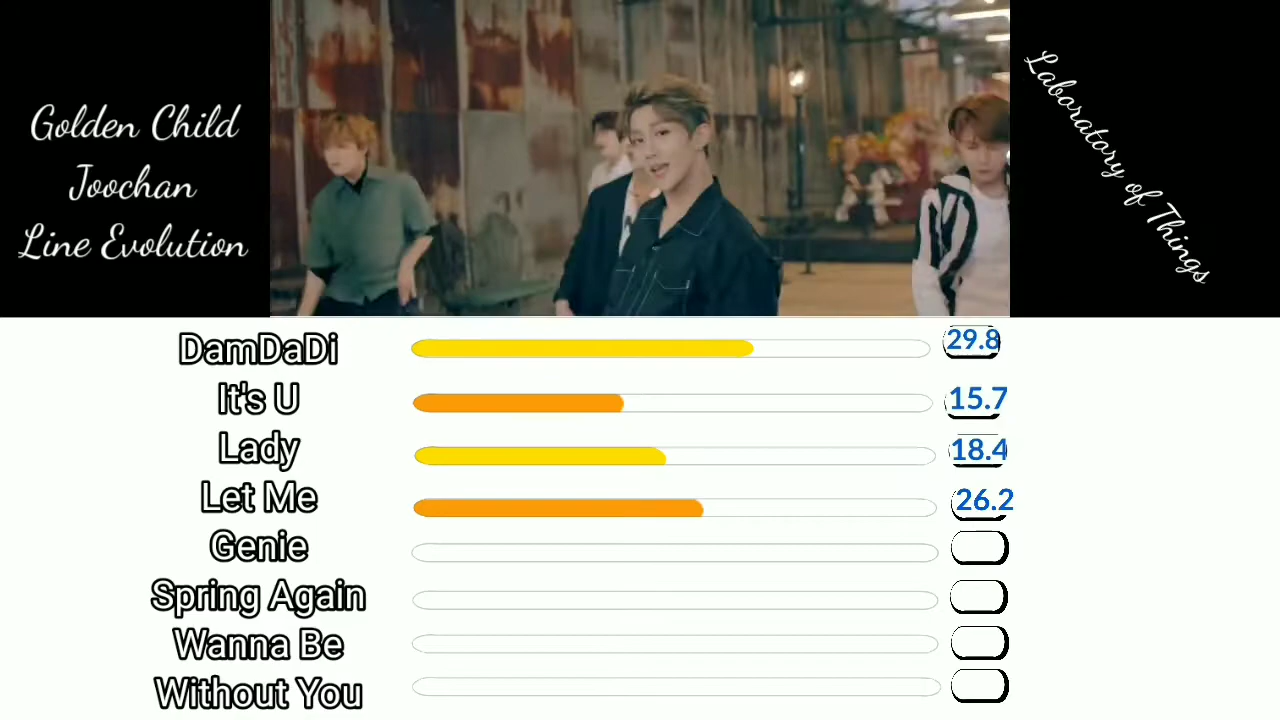 Golden Child
Joochan
Line Evolution
Laboratory of Things
DamDaDi 29.8
It's U 15.7
Lady 18.4
Let Me 26.2
Genie
Spring Again
Wanna Be
Without You